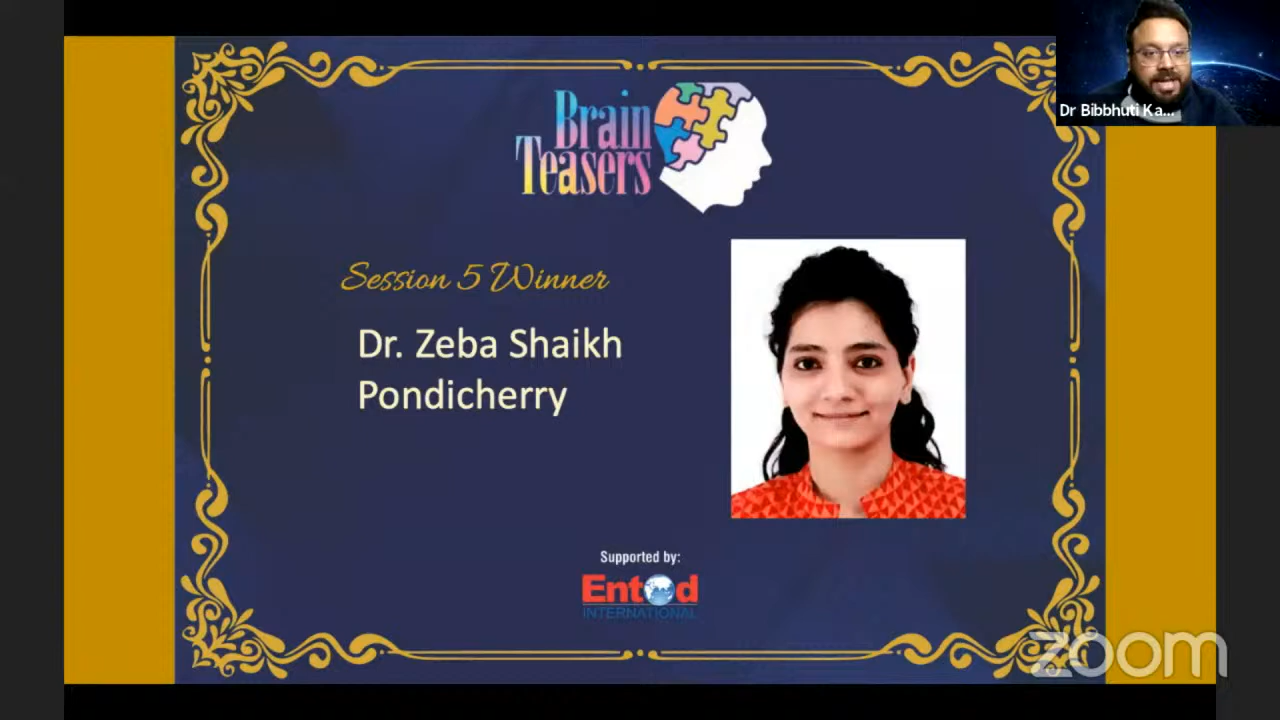 Brain
Teasers
Dr Bibbhuti Ka...
Session 5 Winner
Dr. Zeba Shaikh
Pondicherry
Supported by:
Entod
INTERNATIONAL
zoom